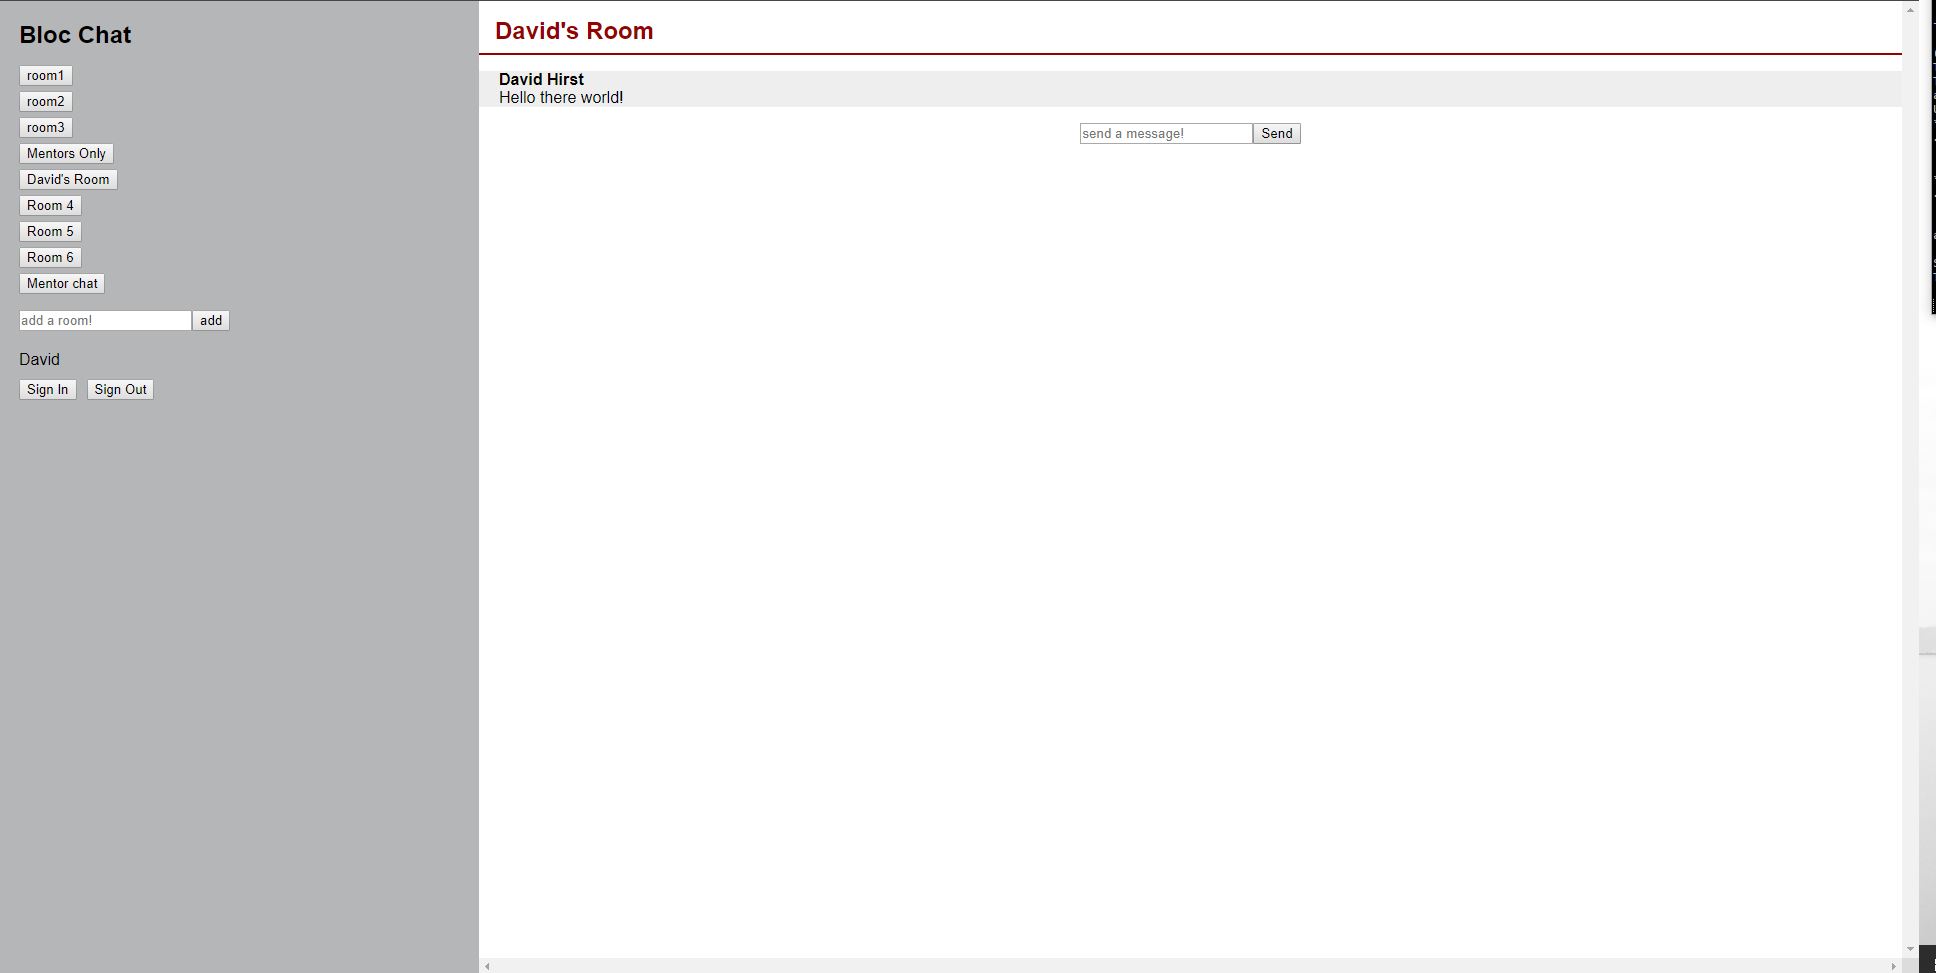 Bloc Chat
room1
room2
room3
Mentors Only
David's Room
Room 4
Room 5
Room 6
Mentor chat
add a room! add
David
Sign In Sign Out
David's Room
David Hirst
Hello there world!
send a message! Send